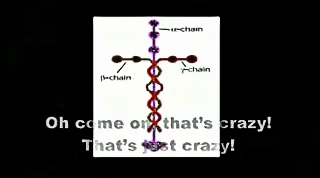 α-chain
β-chain
γ-chain
Oh come on, that's crazy!
That's just crazy!